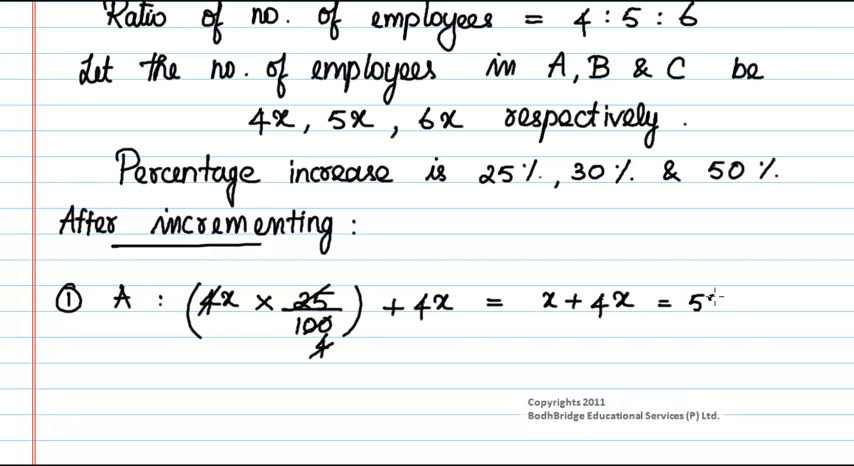 Ratio of no. of employees = 4 : 5 : 6
Let the no. of employees in A, B & C be
4x, 5x, 6x respectively.
Percentage increase is 25%, 30% & 50%.
After incrementing :
① A : (4x × 25/100 4) + 4x = x + 4x = 5
Copyrights 2011
BodhBridge Educational Services (P) Ltd.